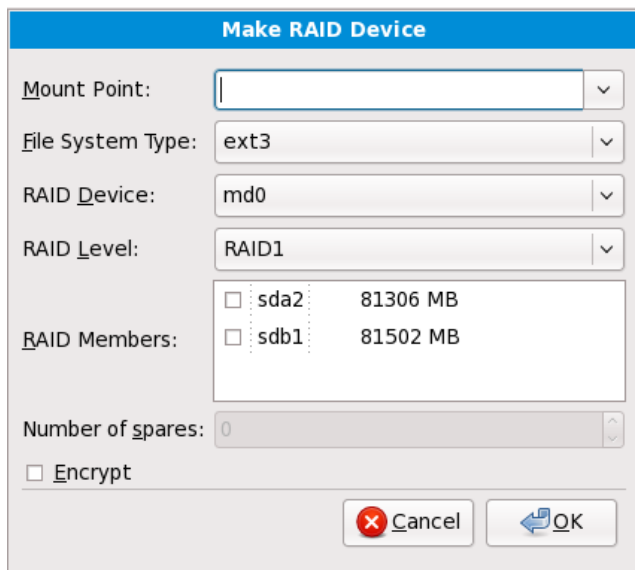 Make RAID Device
Mount Point:
File System Type: ext3
RAID Device: md0
RAID Level: RAID1
sda2 81306 MB
RAID Members:
sdb1 81502 MB
Number of spares: 0
Encrypt
Cancel OK